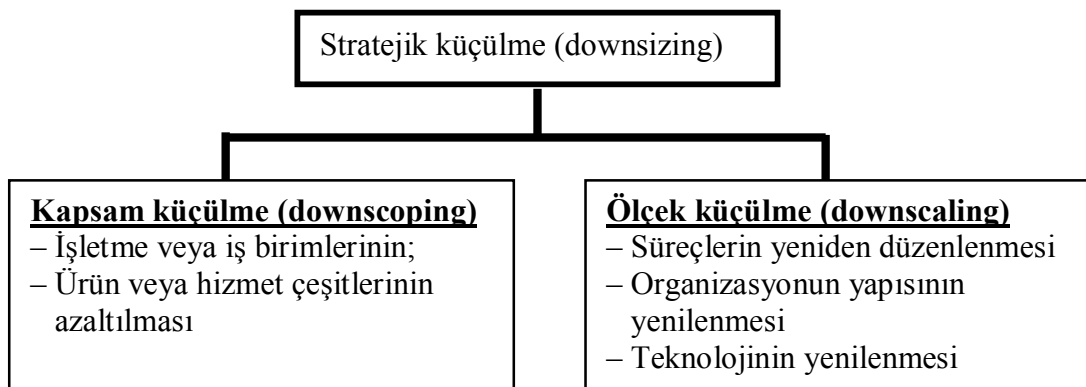 Stratejik küçülme (downsizing)
Kapsam küçülme (downscoping)
– İşletme veya iş birimlerinin;
– Ürün veya hizmet çeşitlerinin
azaltılması
Ölçek küçülme (downscaling)
– Süreçlerin yeniden düzenlenmesi
– Organizasyonun yapısının
yenilenmesi
– Teknolojinin yenilenmesi